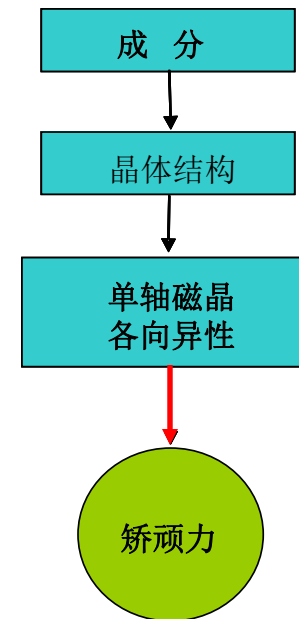 成 分
晶体结构
单轴磁晶
各向异性
矫顽力